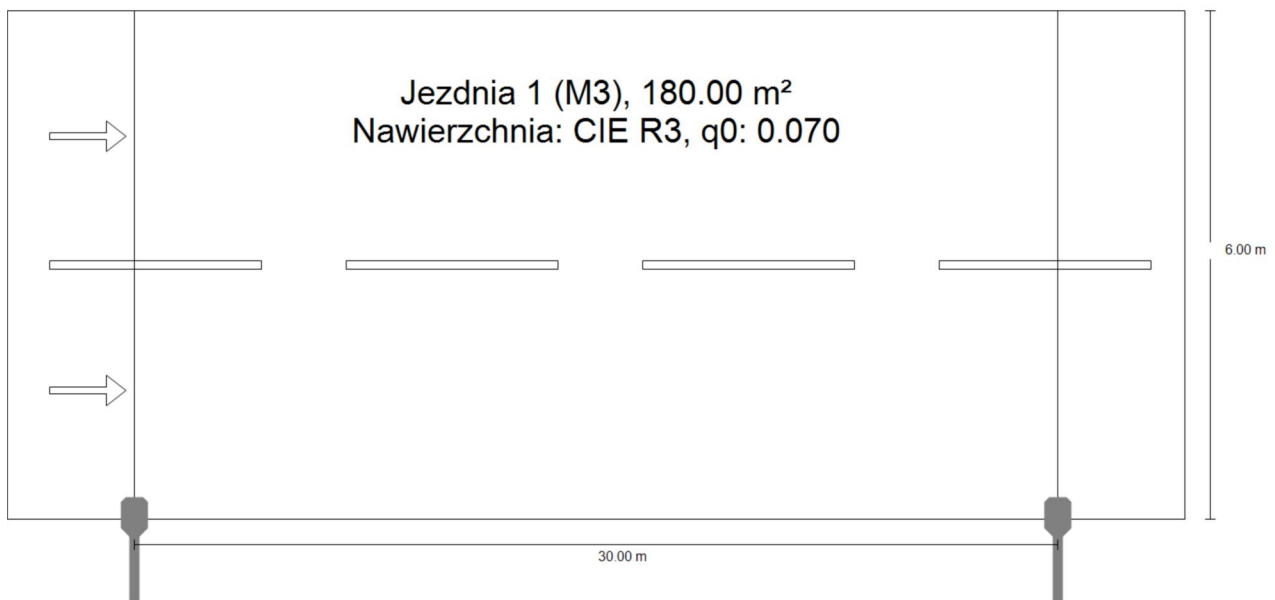 Jezdnia 1 (M3), 180.00 m²
Nawierzchnia: CIE R3, q0: 0.070
6.00 m
30.00 m